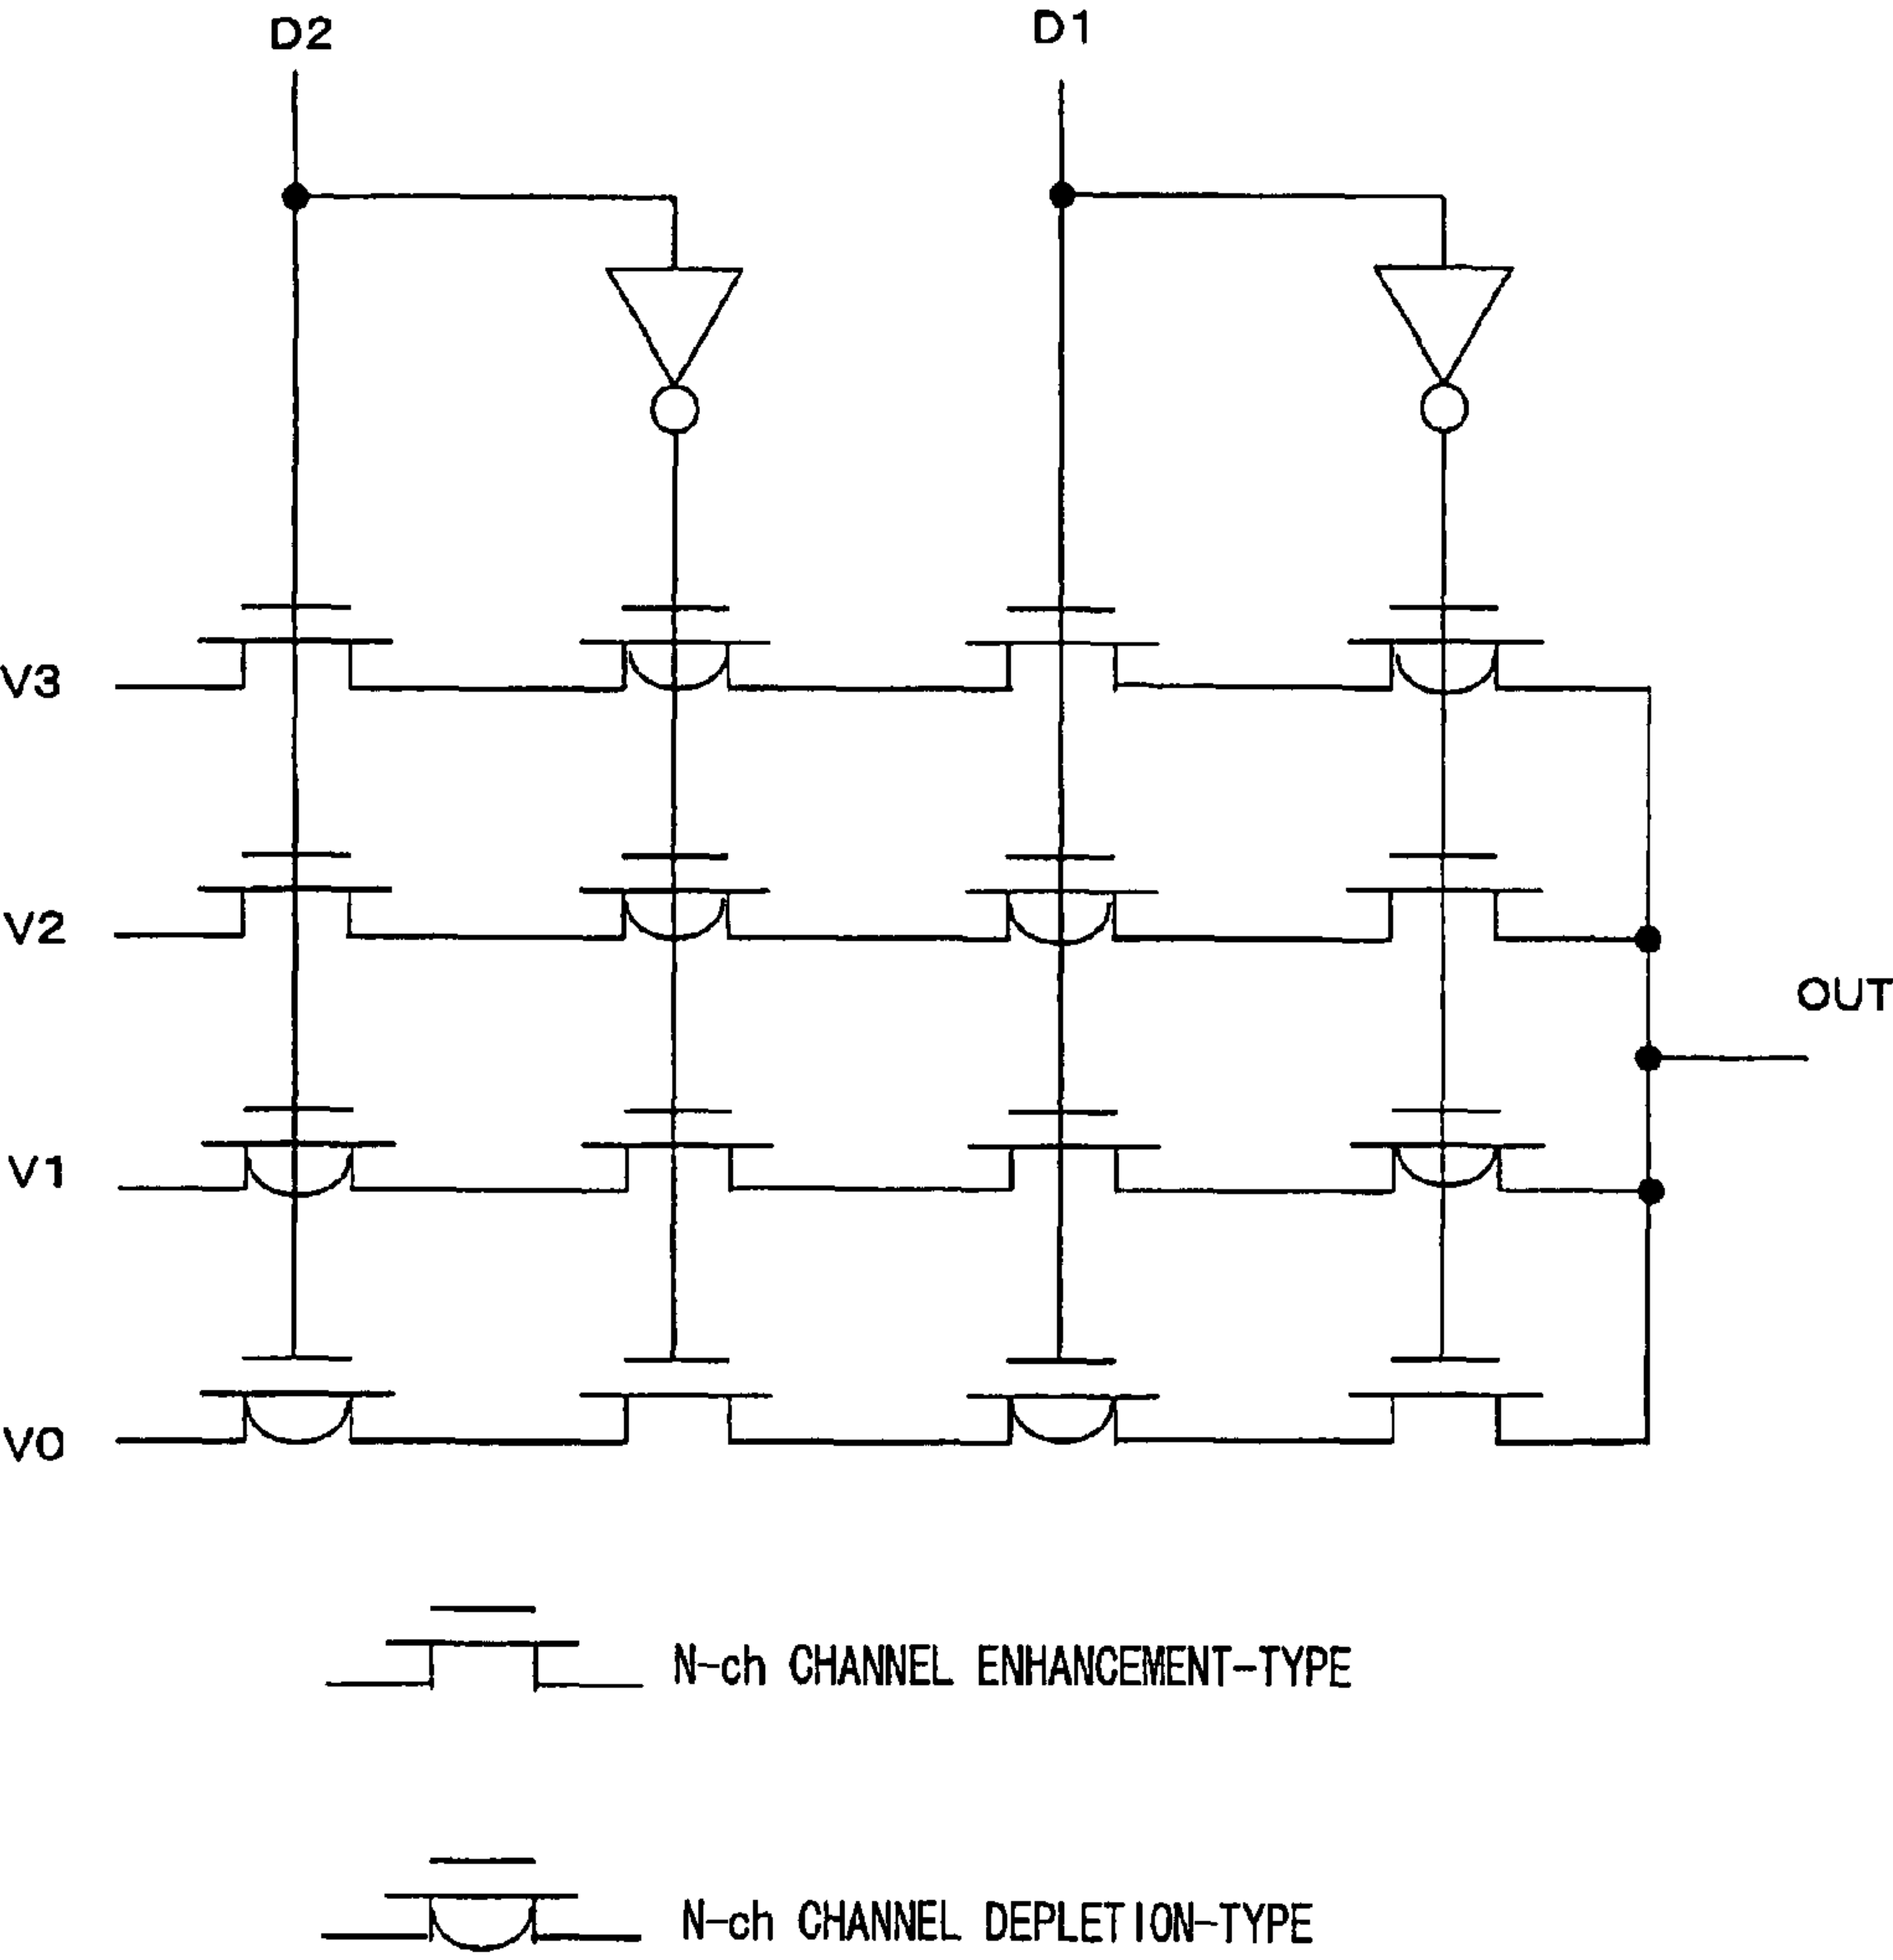 D2
D1
V3
V2
OUT
V1
V0
N-ch CHANNEL ENHANCEMENT-TYPE
N-ch CHANNEL DEPLETION-TYPE